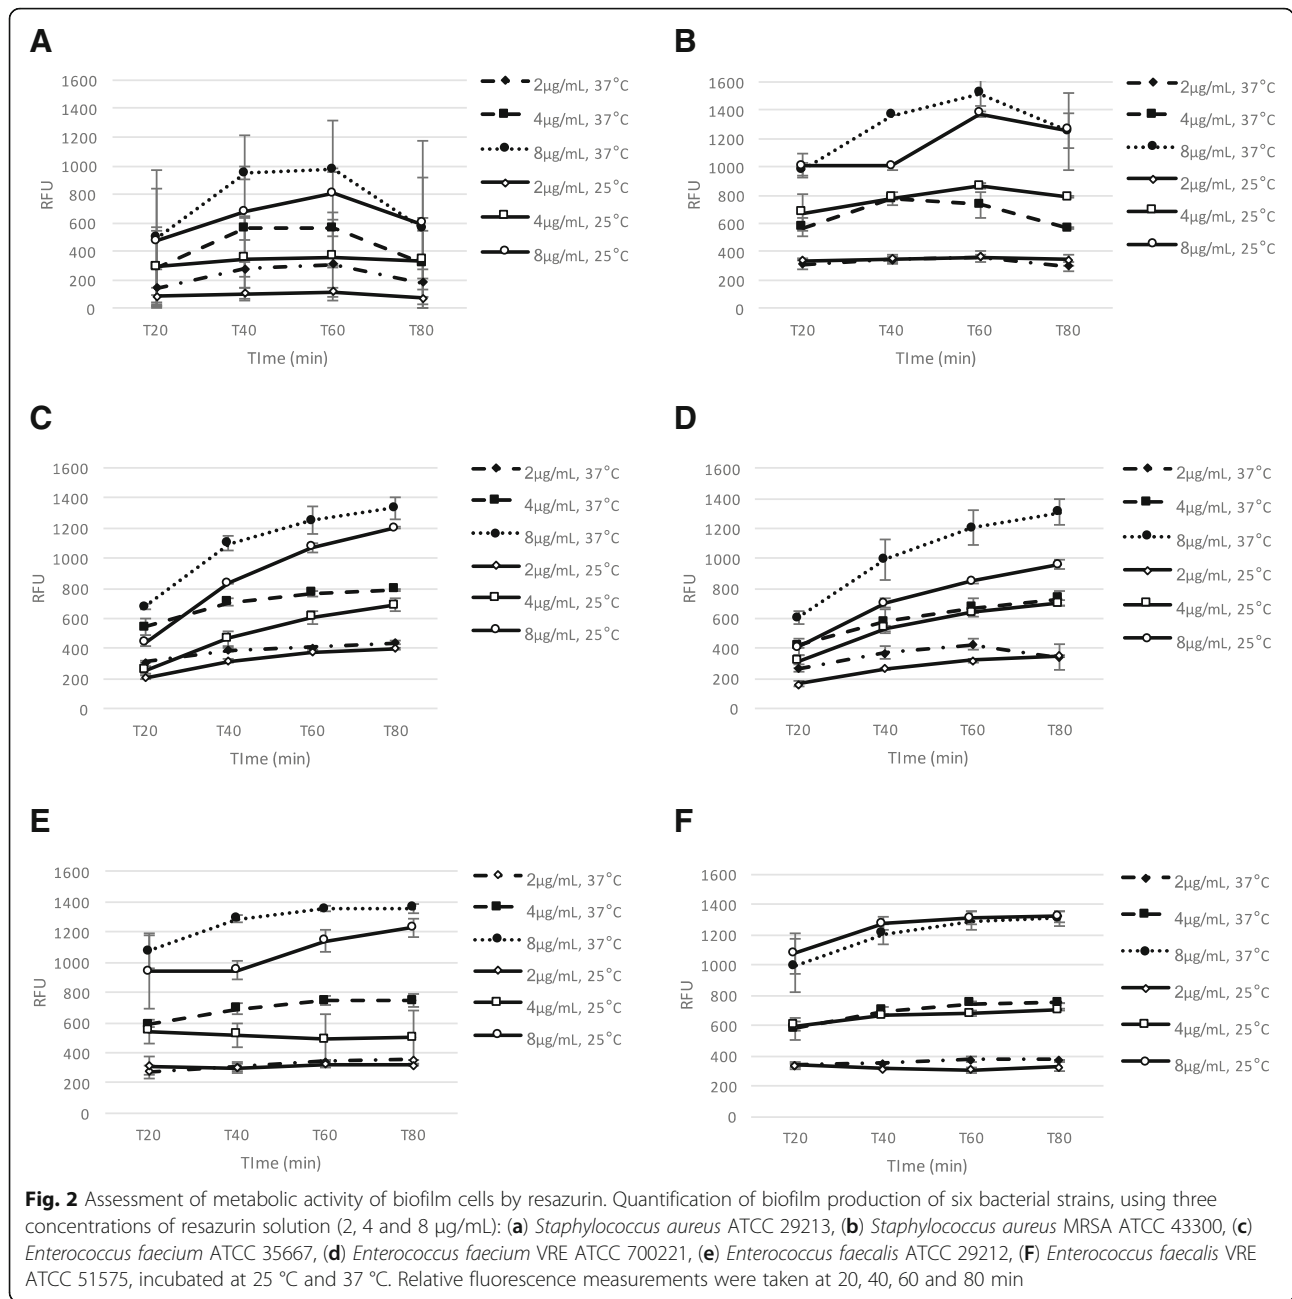 A
1600
1400
1200
1000
800
600
400
200
0
RFU
T20 T40 T60 T80
TIme (min)
2µg/mL, 37°C
4µg/mL, 37°C
8µg/mL, 37°C
2µg/mL, 25°C
4µg/mL, 25°C
8µg/mL, 25°C
B
1600
1400
1200
1000
800
600
400
200
0
RFU
T20 T40 T60 T80
TIme (min)
2µg/mL, 37°C
4µg/mL, 37°C
8µg/mL, 37°C
2µg/mL, 25°C
4µg/mL, 25°C
8µg/mL, 25°C
C
1600
1400
1200
1000
800
600
400
200
0
RFU
T20 T40 T60 T80
TIme (min)
2µg/mL, 37°C
4µg/mL, 37°C
8µg/mL, 37°C
2µg/mL, 25°C
4µg/mL, 25°C
8µg/mL, 25°C
D
1600
1400
1200
1000
800
600
400
200
0
RFU
T20 T40 T60 T80
TIme (min)
2µg/mL, 37°C
4µg/mL, 37°C
8µg/mL, 37°C
2µg/mL, 25°C
4µg/mL, 25°C
8µg/mL, 25°C
E
1600
1400
1200
1000
800
600
400
200
0
RFU
T20 T40 T60 T80
TIme (min)
2µg/mL, 37°C
4µg/mL, 37°C
8µg/mL, 37°C
2µg/mL, 25°C
4µg/mL, 25°C
8µg/mL, 25°C
F
1600
1400
1200
1000
800
600
400
200
0
RFU
T20 T40 T60 T80
TIme (min)
2µg/mL, 37°C
4µg/mL, 37°C
8µg/mL, 37°C
2µg/mL, 25°C
4µg/mL, 25°C
8µg/mL, 25°C
Fig. 2 Assessment of metabolic activity of biofilm cells by resazurin. Quantification of biofilm production of six bacterial strains, using three
concentrations of resazurin solution (2, 4 and 8 μg/mL): (a) Staphylococcus aureus ATCC 29213, (b) Staphylococcus aureus MRSA ATCC 43300, (c)
Enterococcus faecium ATCC 35667, (d) Enterococcus faecium VRE ATCC 700221, (e) Enterococcus faecalis ATCC 29212, (F) Enterococcus faecalis VRE
ATCC 51575, incubated at 25 °C and 37 °C. Relative fluorescence measurements were taken at 20, 40, 60 and 80 min